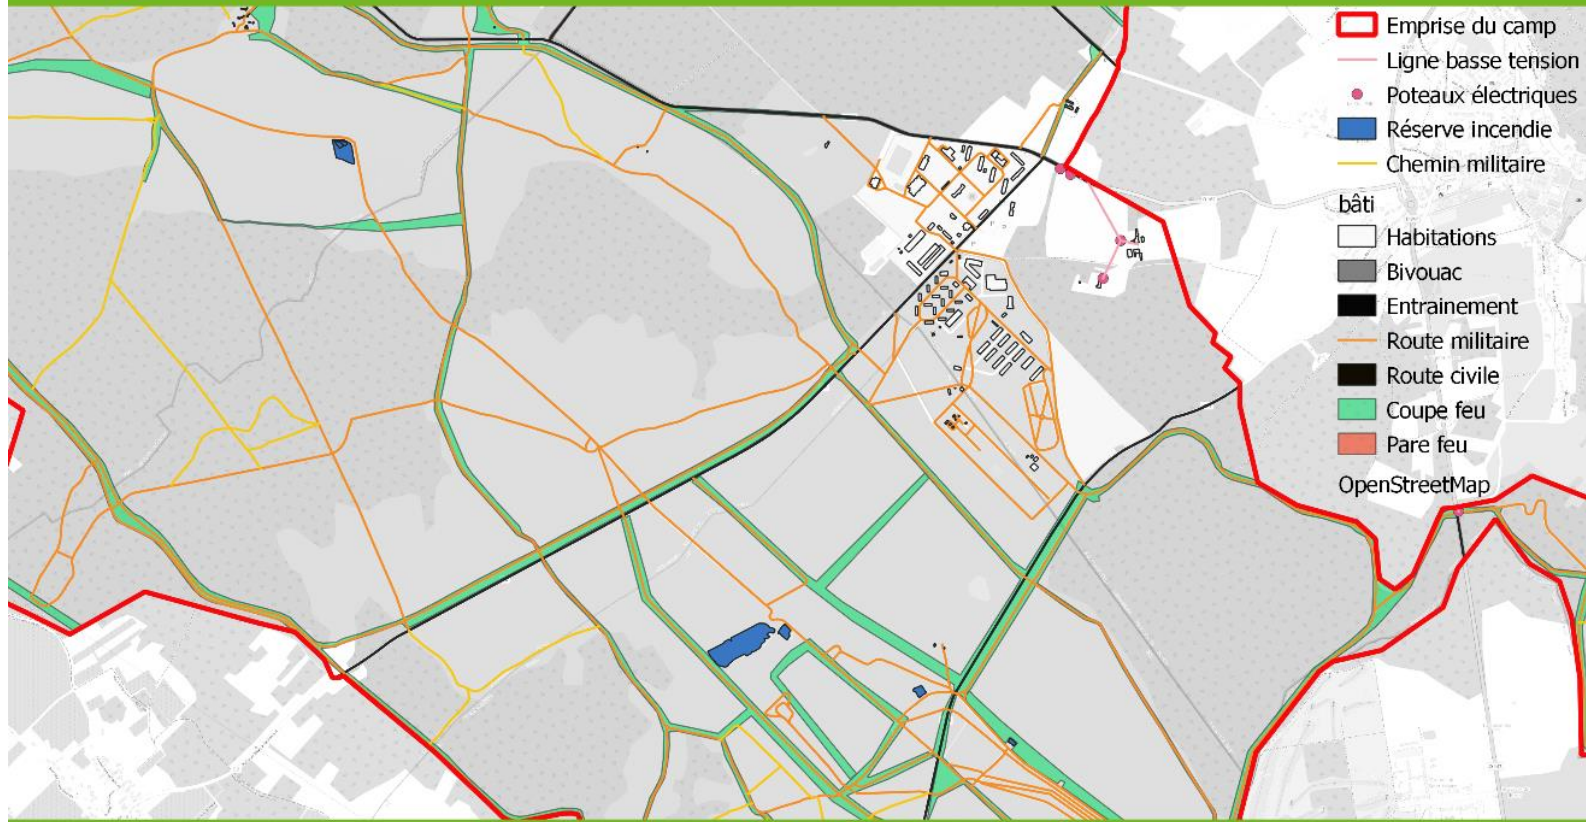 Emprise du camp
Ligne basse tension
Poteaux électriques
Réserve incendie
Chemin militaire
bâti
Habitations
Bivouac
Entrainement
Route militaire
Route civile
Coupe feu
Pare feu
OpenStreetMap